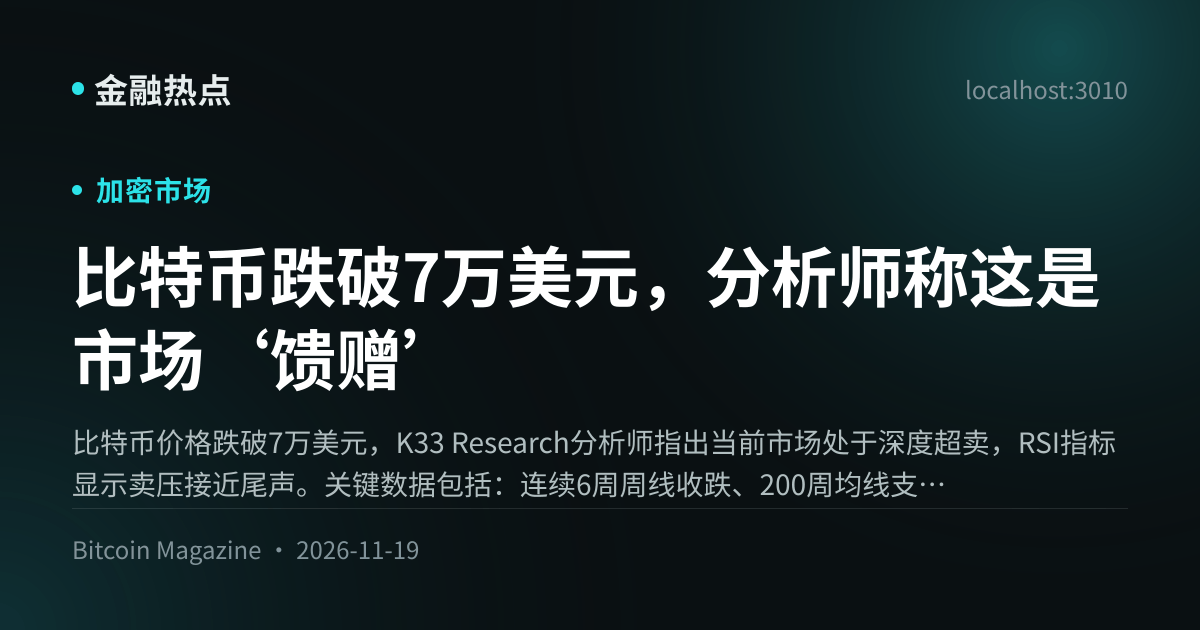 金融热点
localhost:3010
加密市场
比特币跌破7万美元，分析师称这是
市场 ‘馈赠’
比特币价格跌破7万美元，K33 Research分析师指出当前市场处于深度超卖，RSI指标
显示卖压接近尾声。关键数据包括：连续6周周线收跌、200周均线支…
Bitcoin Magazine · 2026-11-19